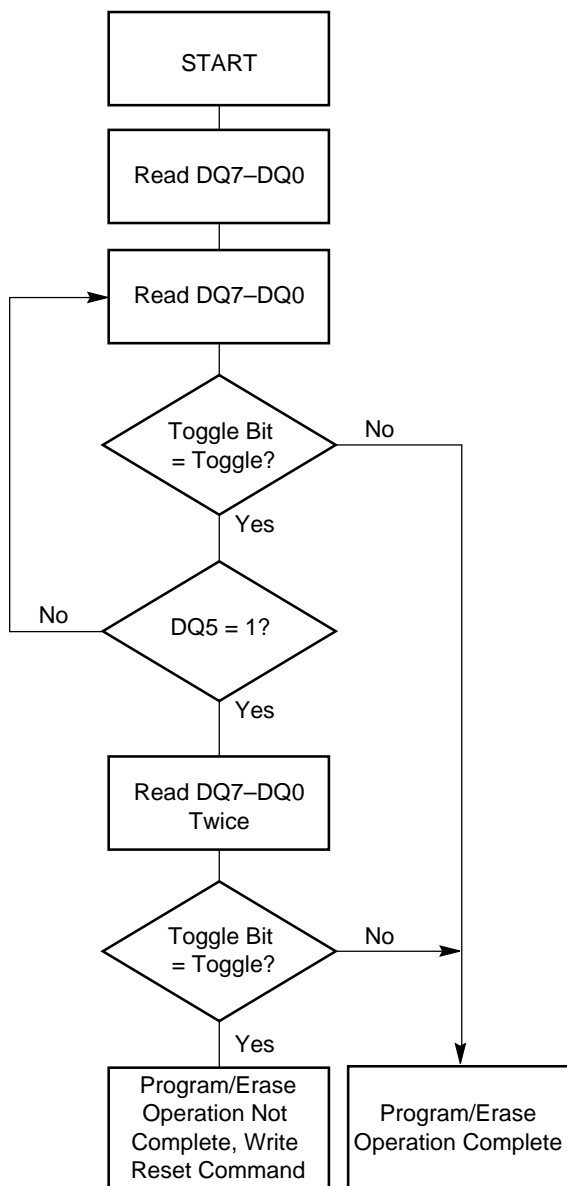 START
Read DQ7–DQ0
Read DQ7–DQ0
Toggle Bit
= Toggle?
No
Yes
No
DQ5 = 1?
Yes
Read DQ7–DQ0
Twice
Toggle Bit
= Toggle?
No
Yes
Program/Erase
Operation Not
Complete, Write
Reset Command
Program/Erase
Operation Complete